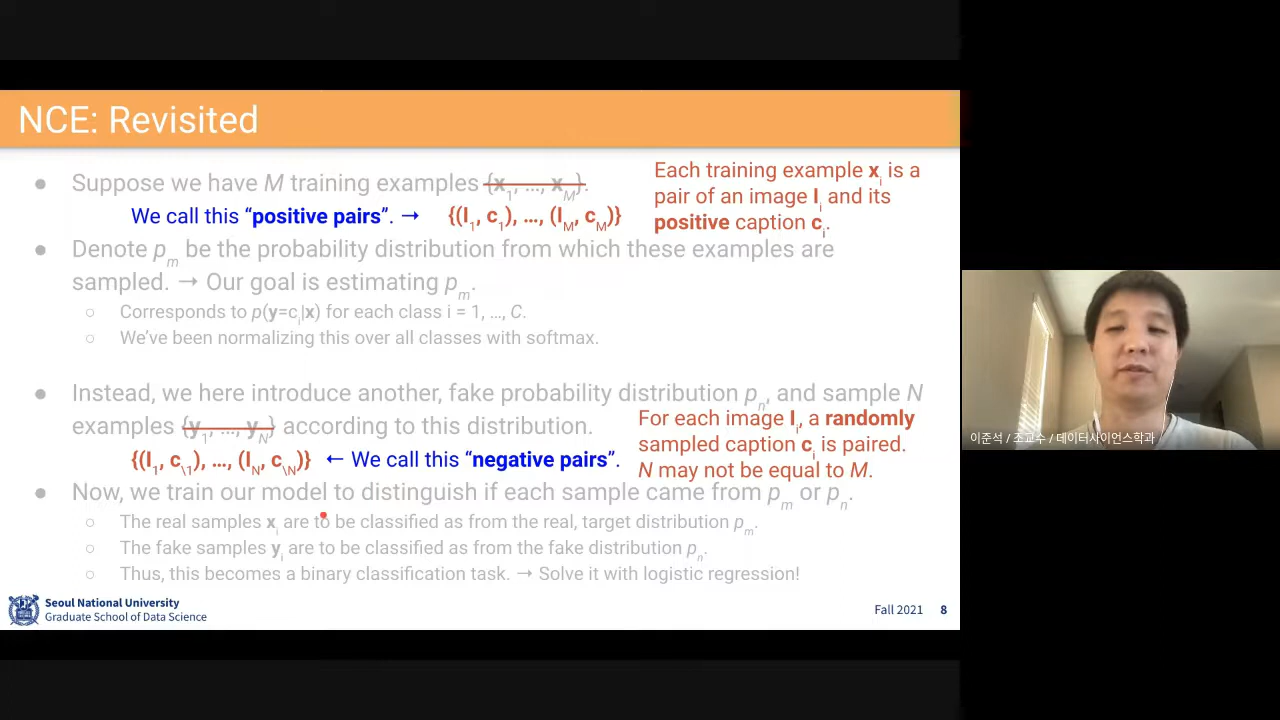 NCE: Revisited
● Suppose we have M training examples {x1, …, xM}.
We call this “positive pairs”. → {(I1, c1), …, (IM, cM)}
Each training example xi is a
pair of an image Ii and its
positive caption ci.
● Denote pm be the probability distribution from which these examples are
sampled. → Our goal is estimating pm.
○ Corresponds to p(y=ci|x) for each class i = 1, …, C.
○ We’ve been normalizing this over all classes with softmax.
● Instead, we here introduce another, fake probability distribution pn, and sample N
examples {y1, …, yN} according to this distribution.
For each image Ii, a randomly
sampled caption ci is paired.
N may not be equal to M.
{(I1, c\1), …, (IN, c\N)} ← We call this “negative pairs”.
● Now, we train our model to distinguish if each sample came from pm or pn.
○ The real samples xi are to be classified as from the real, target distribution pm.
○ The fake samples yi are to be classified as from the fake distribution pn.
○ Thus, this becomes a binary classification task. → Solve it with logistic regression!
Seoul National University
Graduate School of Data Science
Fall 2021 8
이준석 / 조교수 / 데이터사이언스학과